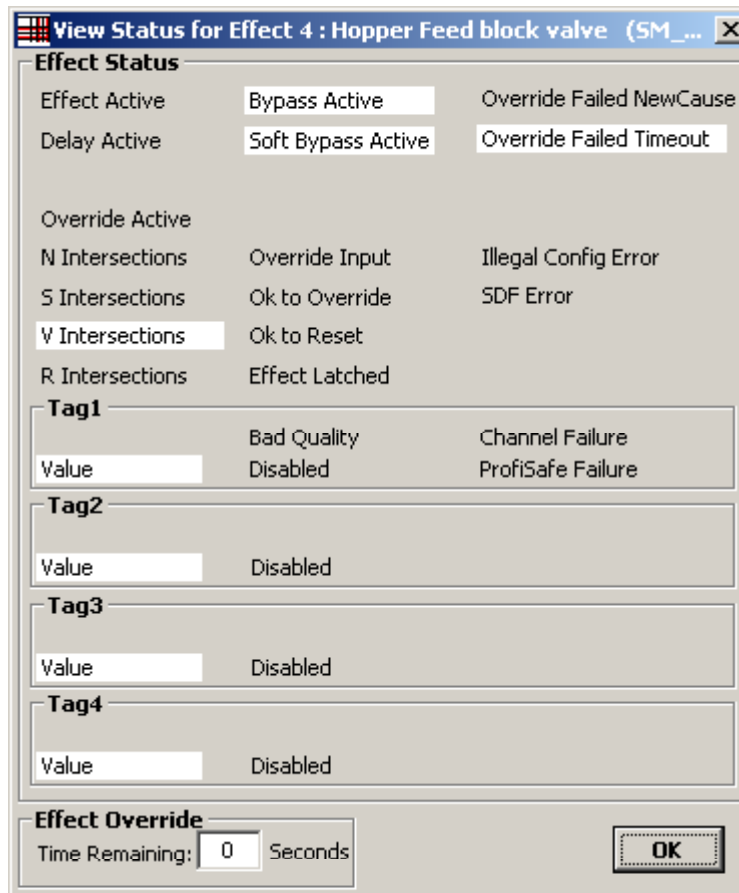 View Status for Effect 4 : Hopper Feed block valve (SM_...
Effect Status
Effect Active Bypass Active Override Failed NewCause
Delay Active Soft Bypass Active Override Failed Timeout
Override Active
N Intersections Override Input Illegal Config Error
S Intersections Ok to Override SDF Error
V Intersections Ok to Reset
R Intersections Effect Latched
Tag1
Bad Quality Channel Failure
Value Disabled ProfiSafe Failure
Tag2
Value Disabled
Tag3
Value Disabled
Tag4
Value Disabled
Effect Override
Time Remaining: 0 Seconds
OK